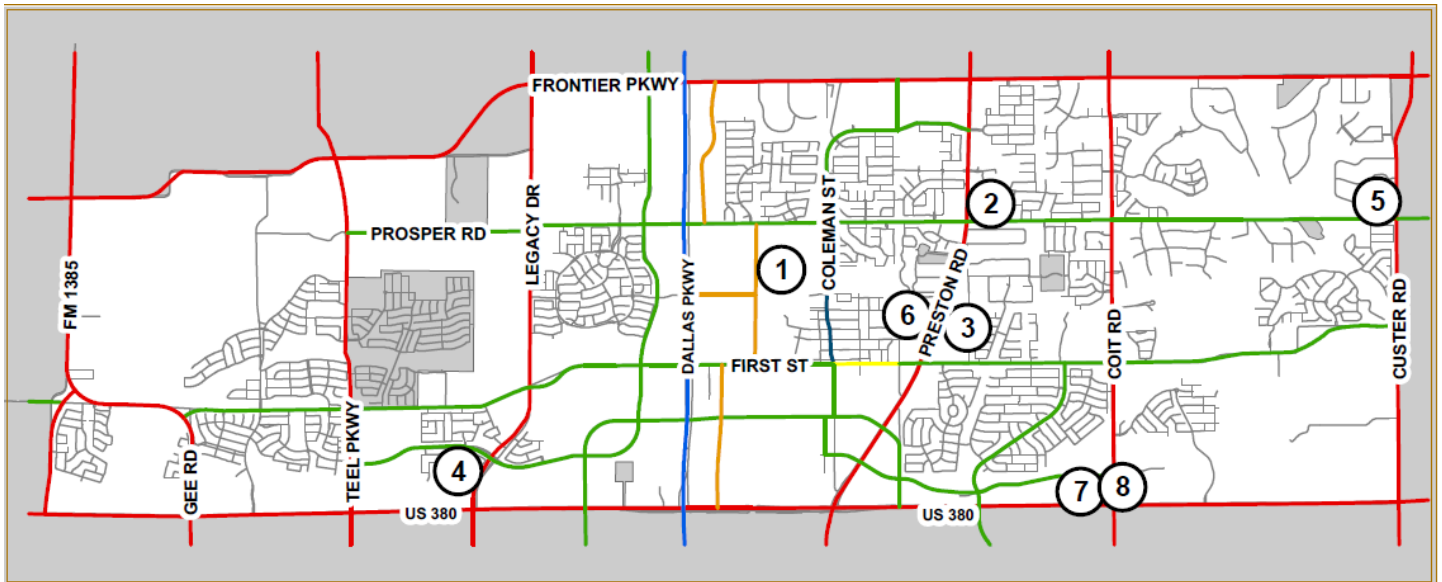 FRONTIER PKWY
2
5
COLEMAN ST
LEGACY DR
PROSPER RD
1
FM 1385
DALLAS PKWY
PRESTON RD
6
3
COIT RD
CUSTER RD
FIRST ST
TEEL PKWY
GEE RD
4
7
8
US 380
US 380